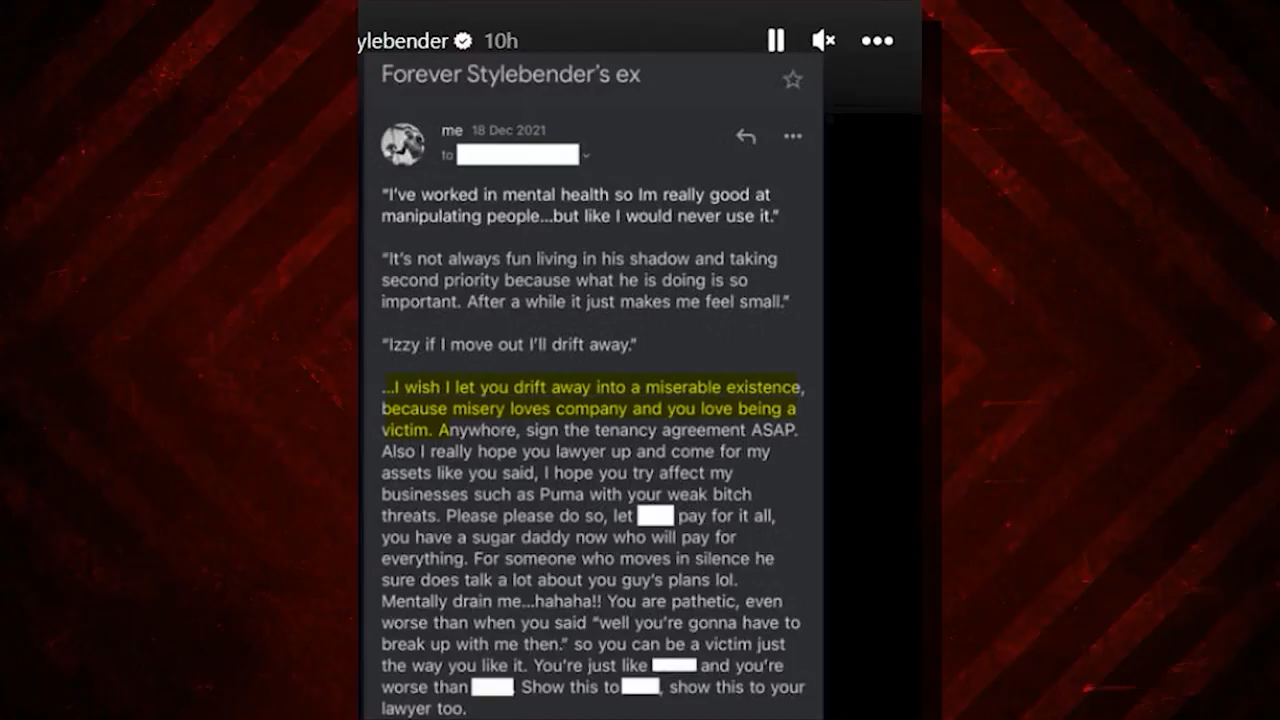 ylebender 10h
Forever Stylebender's ex
me 18 Dec 2021
to
"I've worked in mental health so Im really good at
manipulating people...but like I would never use it."
"It's not always fun living in his shadow and taking
second priority because what he is doing is so
important. After a while it just makes me feel small."
"Izzy if I move out I'll drift away."
...I wish I let you drift away into a miserable existence,
because misery loves company and you love being a
victim. Anywhore, sign the tenancy agreement ASAP.
Also I really hope you lawyer up and come for my
assets like you said, I hope you try affect my
businesses such as Puma with your weak bitch
threats. Please please do so, let pay for it all,
you have a sugar daddy now who will pay for
everything. For someone who moves in silence he
sure does talk a lot about you guy's plans lol.
Mentally drain me...hahaha!! You are pathetic, even
worse than when you said "well you're gonna have to
break up with me then." so you can be a victim just
the way you like it. You're just like and you're
worse than . Show this to , show this to your
lawyer too.